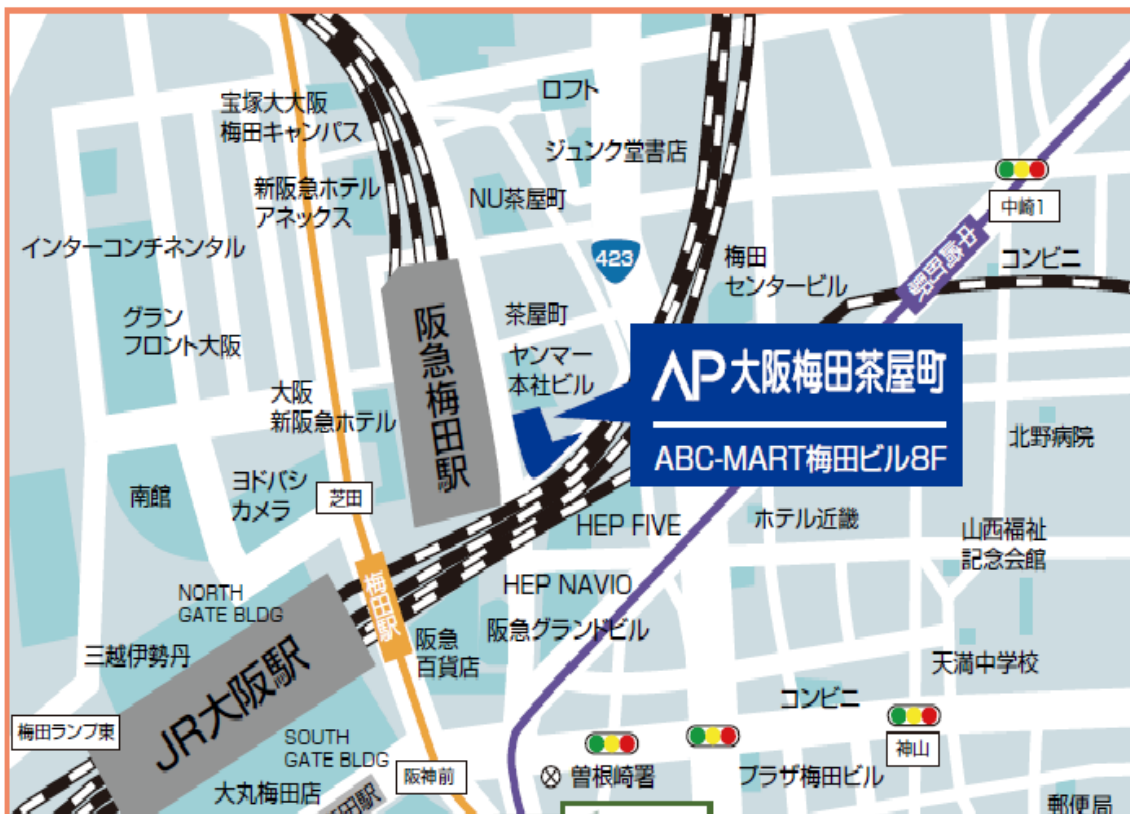 ロフト
宝塚大大阪
梅田キャンパス
ジュンク堂書店
新阪急ホテル
アネックス
NU茶屋町
中崎1
インターコンチネンタル
423
梅田
センタービル
中崎町駅
コンビニ
グラン
フロント大阪
阪急梅田駅
茶屋町
ヤンマー
本社ビル
AP大阪梅田茶屋町
ABC-MART梅田ビル8F
大阪
新阪急ホテル
北野病院
南館
ヨドバシ
カメラ
芝田
HEP FIVE
ホテル近畿
山西福祉
記念会館
NORTH
GATE BLDG
梅田駅
HEP NAVIO
阪急グランドビル
三越伊勢丹
JR大阪駅
阪急
百貨店
天満中学校
コンビニ
梅田ランプ東
SOUTH
GATE BLDG
神山
大丸梅田店
阪神前
曽根崎署
プラザ梅田ビル
郵便局